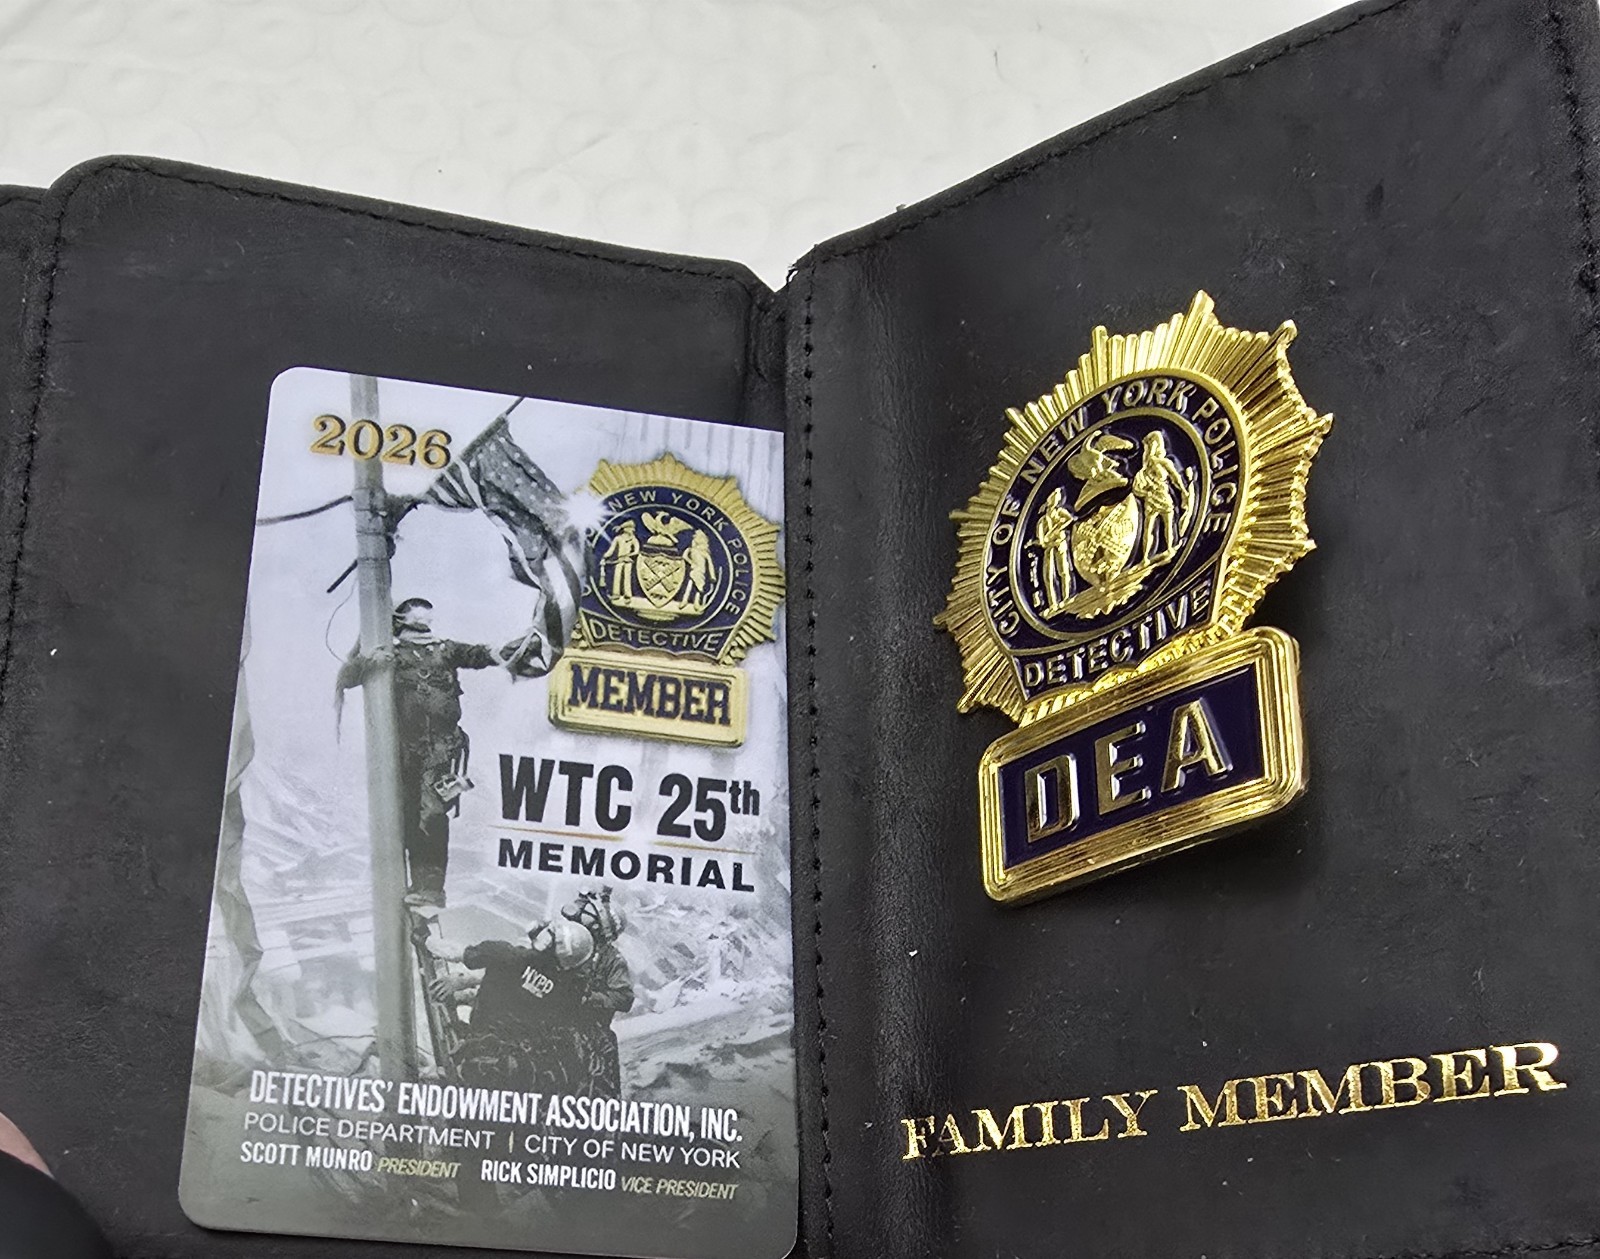 2026
NEW YORK POLICE
DETECTIVE
MEMBER
WTC 25th
MEMORIAL
NYPD
DETECTIVES' ENDOWMENT ASSOCIATION, INC.
POLICE DEPARTMENT | CITY OF NEW YORK
SCOTT MUNRO PRESIDENT RICK SIMPLICIO VICE PRESIDENT
CITY OF NEW YORK POLICE
DETECTIVE
DEA
FAMILY MEMBER